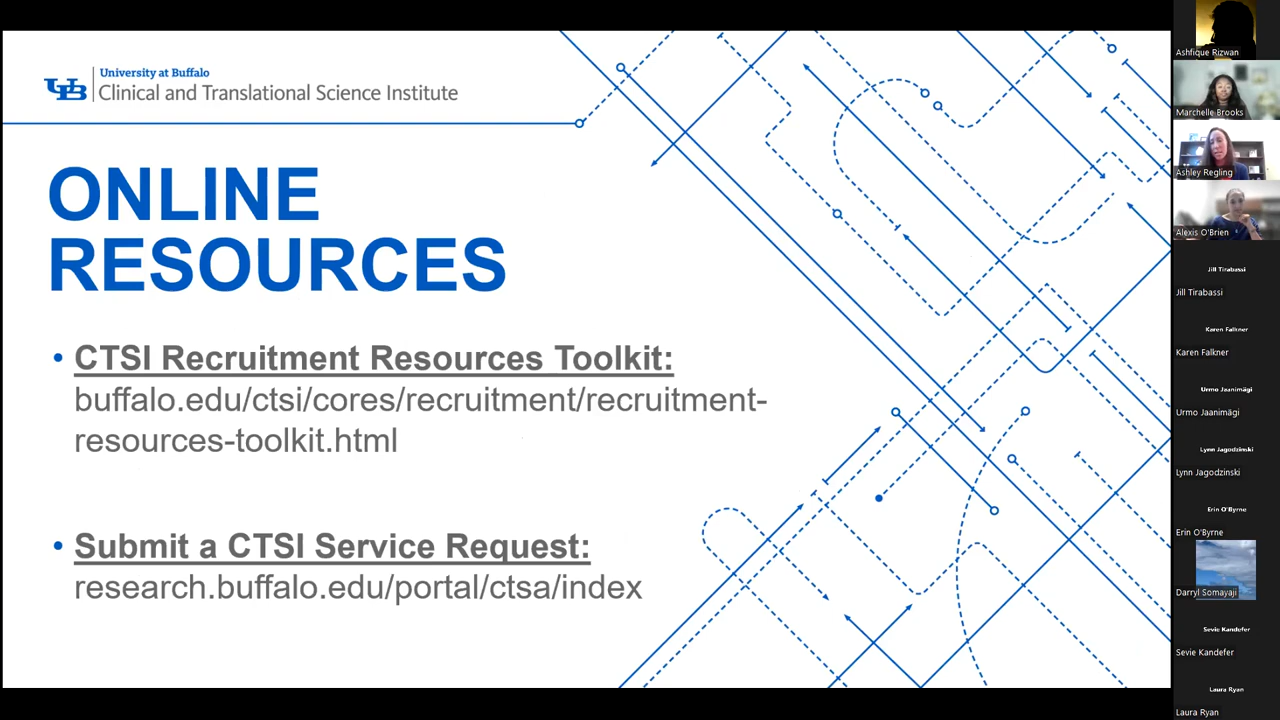 University at Buffalo
UB
Clinical and Translational Science Institute
ONLINE
RESOURCES
• CTSI Recruitment Resources Toolkit:
buffalo.edu/ctsi/cores/recruitment/recruitment-
resources-toolkit.html
• Submit a CTSI Service Request:
research.buffalo.edu/portal/ctsa/index
Ashfique Rizwan
Marchelle Brooks
Ashley Regling
Alexis O'Brien
Jill Tirabassi
Jill Tirabassi
Karen Falkner
Karen Falkner
Urmo Jaanimägi
Urmo Jaanimägi
Lynn Jagodzinski
Lynn Jagodzinski
Erin O'Byrne
Erin O'Byrne
Darryl Somayaji
Sevie Kandefer
Sevie Kandefer
Laura Ryan
Laura Ryan